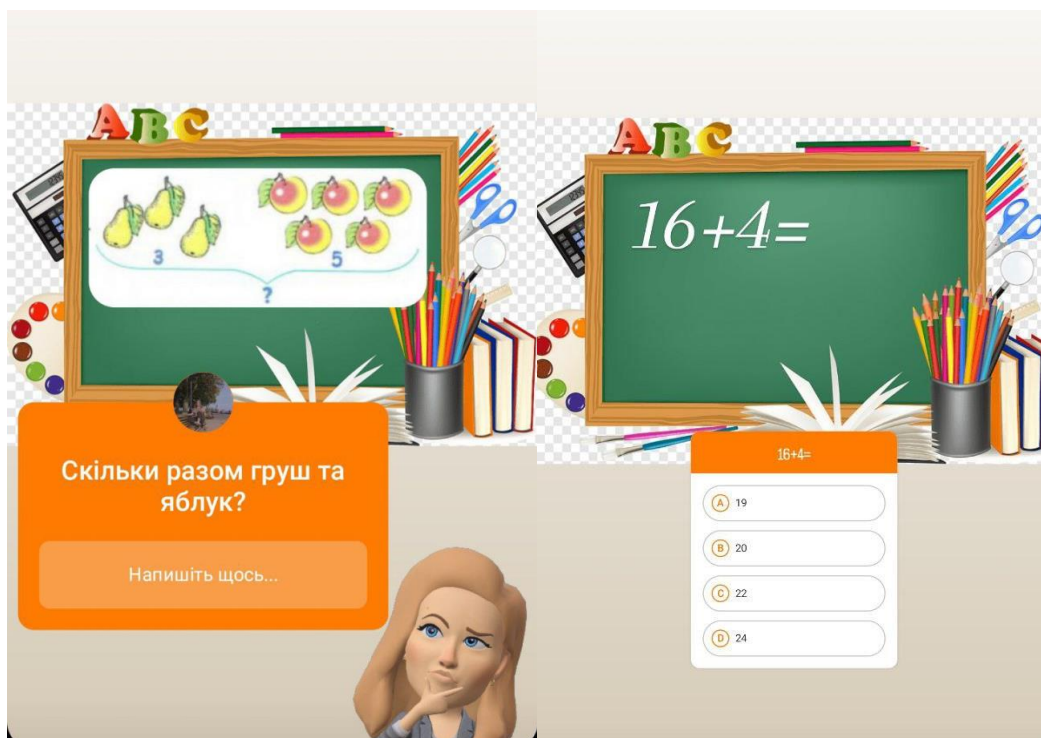 ABC
3
5
?
Скільки разом груш та
яблук?
Напишіть щось...
ABC
16+4=
16+4=
A 19
B 20
C 22
D 24